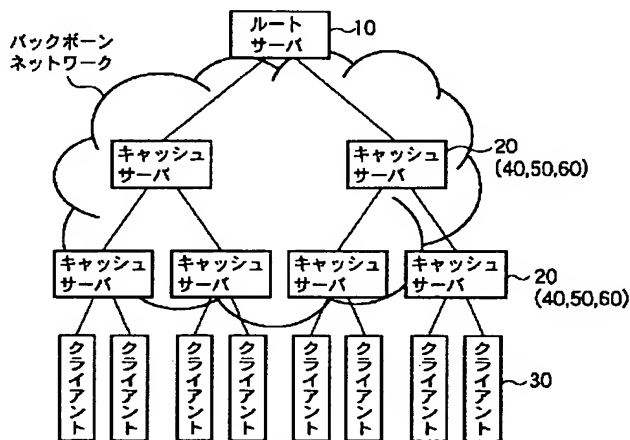 ルート
サーバ
10
バックボーン
ネットワーク
キャッシュ
サーバ
キャッシュ
サーバ
20
(40,50,60)
キャッシュ
サーバ
キャッシュ
サーバ
キャッシュ
サーバ
キャッシュ
サーバ
20
(40,50,60)
クライアント
クライアント
クライアント
クライアント
クライアント
クライアント
クライアント
クライアント
30